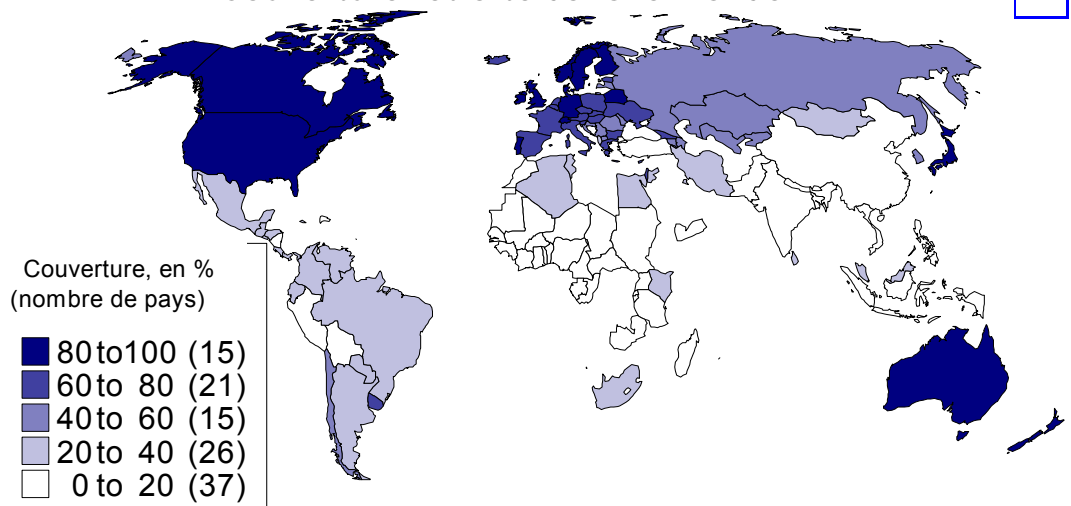 Couverture, en %
(nombre de pays)
80 to 100 (15)
60 to 80 (21)
40 to 60 (15)
20 to 40 (26)
0 to 20 (37)